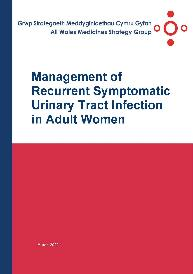 Grŵp Strategaeth Meddyginiaethau Cymru Gyfan
All Wales Medicines Strategy Group
Management of
Recurrent Symptomatic
Urinary Tract Infection
in Adult Women